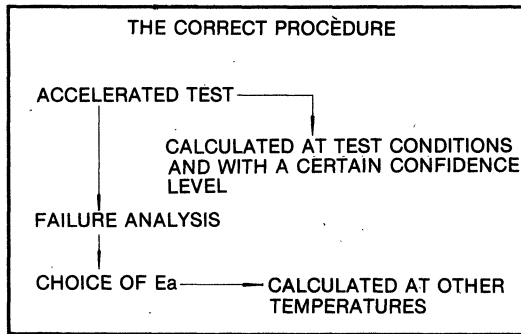 THE CORRECT PROCÈDURE
ACCELERATED TEST
CALCULATED AT TEST CONDITIONS
AND WITH A CERTAIN CONFIDENCE
LEVEL
FAILURE ANALYSIS
CHOICE OF Ea
CALCULATED AT OTHER
TEMPERATURES